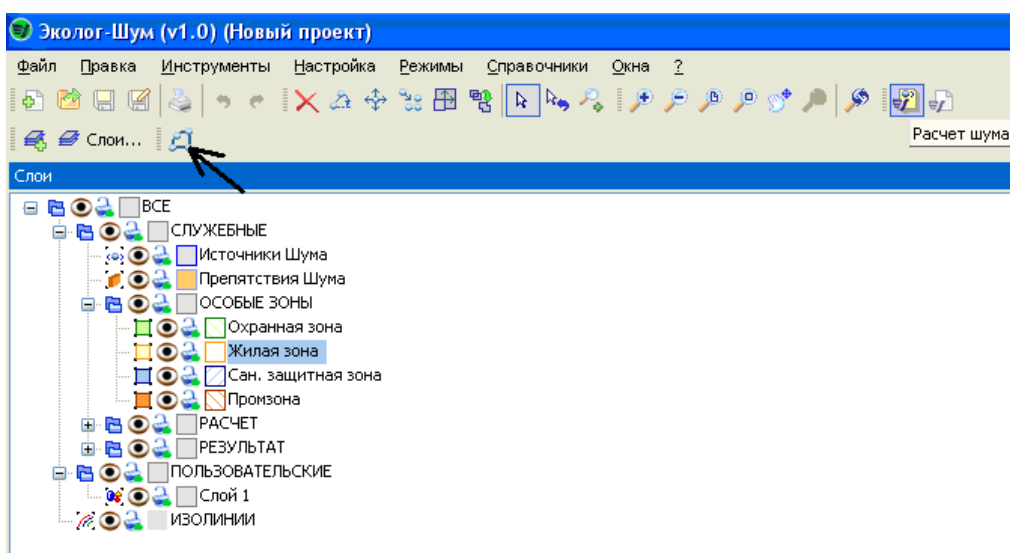 Эколог-Шум (v1.0) (Новый проект)
Файл Правка Инструменты Настройка Режимы Справочники Окна ?
Слои...
Расчет шума
Слои
ВСЕ
СЛУЖЕБНЫЕ
Источники Шума
Препятствия Шума
ОСОБЫЕ ЗОНЫ
Охранная зона
Жилая зона
Сан. защитная зона
Промзона
РАСЧЕТ
РЕЗУЛЬТАТ
ПОЛЬЗОВАТЕЛЬСКИЕ
Слой 1
ИЗОЛИНИИ